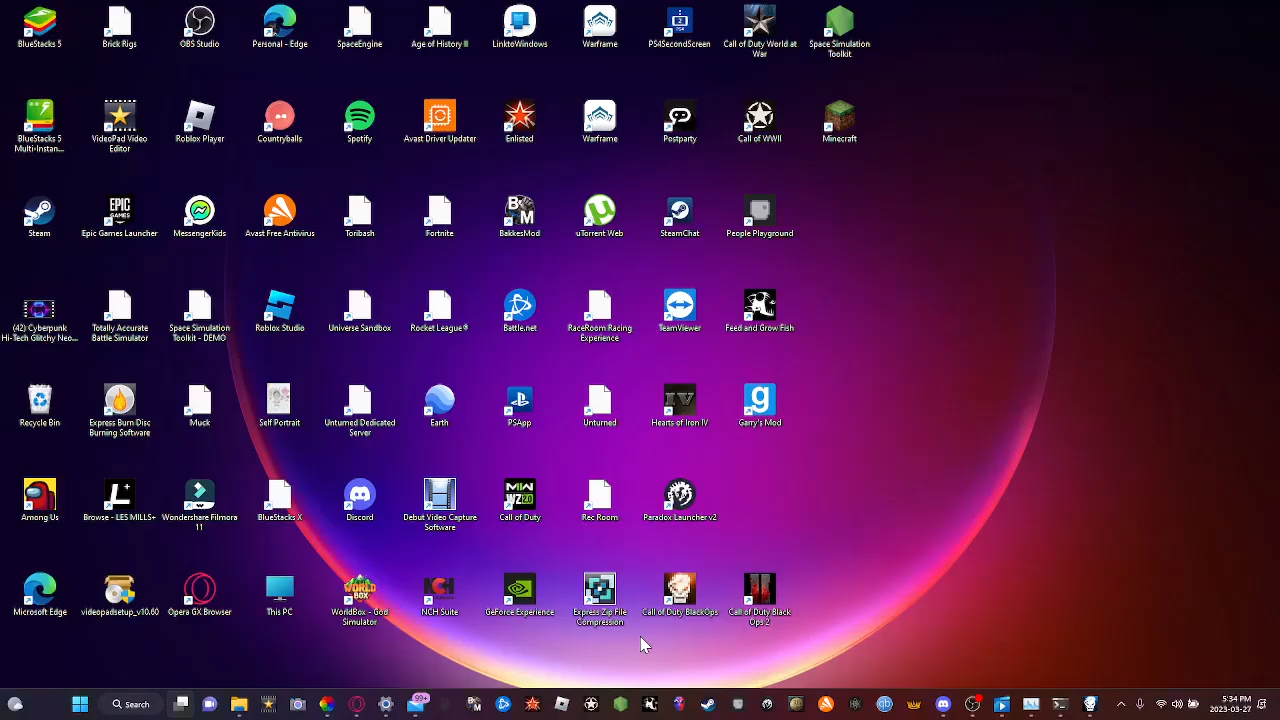 BlueStacks 5
Brick Rigs
OBS Studio
Personal - Edge
SpaceEngine
Age of History II
LinktoWindows
Warframe
PS4SecondScreen
Call of Duty World at
War
Space Simulation
Toolkit
BlueStacks 5
Multi-Instan...
VideoPad Video
Editor
Roblox Player
Countryballs
Spotify
Avast Driver Updater
Enlisted
Warframe
Postparty
Call of WWII
Minecraft
Steam
EPIC
GAMES
Epic Games Launcher
MessengerKids
Avast Free Antivirus
Toribash
Fortnite
BakkesMod
uTorrent Web
SteamChat
People Playground
(42) Cyberpunk
Hi-Tech Glitchy Neo...
Totally Accurate
Battle Simulator
Space Simulation
Toolkit - DEMO
Roblox Studio
Universe Sandbox
Rocket League®
Battle.net
RaceRoom Racing
Experience
TeamViewer
Feed and Grow Fish
Recycle Bin
Express Burn Disc
Burning Software
Muck
Self Portrait
Unturned Dedicated
Server
Earth
PSApp
Unturned
Hearts of Iron IV
Garry's Mod
Among Us
Browse - LES MILLS+
Wondershare Filmora
11
BlueStacks X
Discord
Debut Video Capture
Software
Call of Duty
Rec Room
Paradox Launcher v2
Microsoft Edge
videopadsetup_v10.60
Opera GX Browser
This PC
WorldBox - God
Simulator
NCH Suite
GeForce Experience
Express Zip File
Compression
Call of Duty BlackOps
Call of Duty Black
Ops 2
Search
99+
5:34 PM
2023-03-27